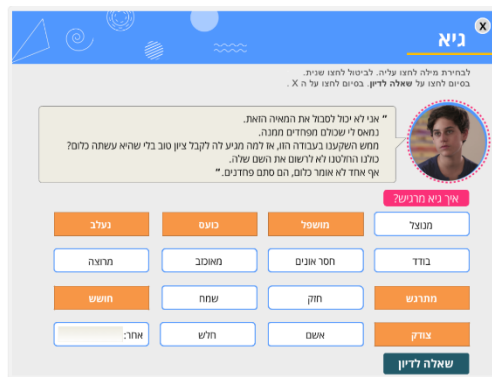 גיא
X
לבחירת מילה לחצו עליה. לביטול לחצו שנית.
בסיום לחצו על שאלה לדיון. בסיום לחצו על ה X .
" אני לא יכול לסבול את המאיה הזאת.
נמאס לי שכולם מפחדים ממנה.
ממש השקענו בעבודה הזו, אז למה מגיע לה לקבל ציון טוב בלי שהיא עשתה כלום?
כולנו החלטנו לא לרשום את השם שלה.
אף אחד לא אומר כלום, הם סתם פחדנים. "
איך גיא מרגיש?
מנוצל מושפל כועס נעלב
בודד חסר אונים מאוכזב מרוצה
מתרגש חזק שמח חושש
צודק אשם חלש אחר:
שאלה לדיון